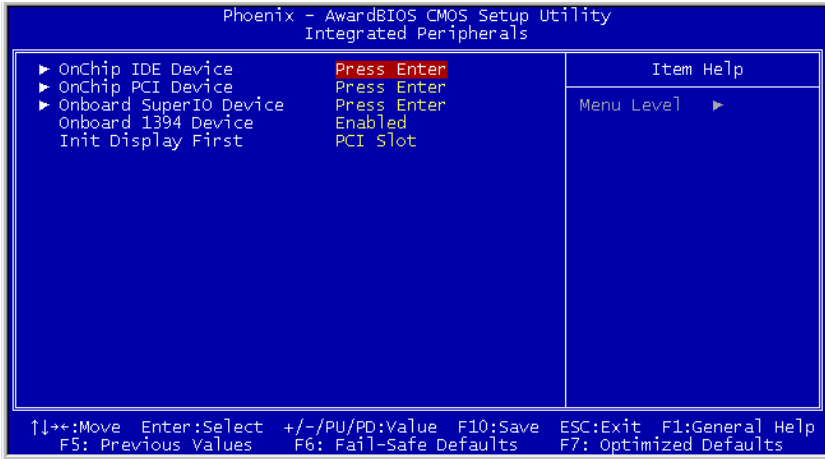 Phoenix - AwardBIOS CMOS Setup Utility
Integrated Peripherals
▶ OnChip IDE Device Press Enter
▶ OnChip PCI Device Press Enter
▶ Onboard SuperIO Device Press Enter
Onboard 1394 Device Enabled
Init Display First PCI Slot
Item Help
Menu Level ▶
↑↓→←:Move Enter:Select +/-/PU/PD:Value F10:Save ESC:Exit F1:General Help
F5: Previous Values F6: Fail-Safe Defaults F7: Optimized Defaults